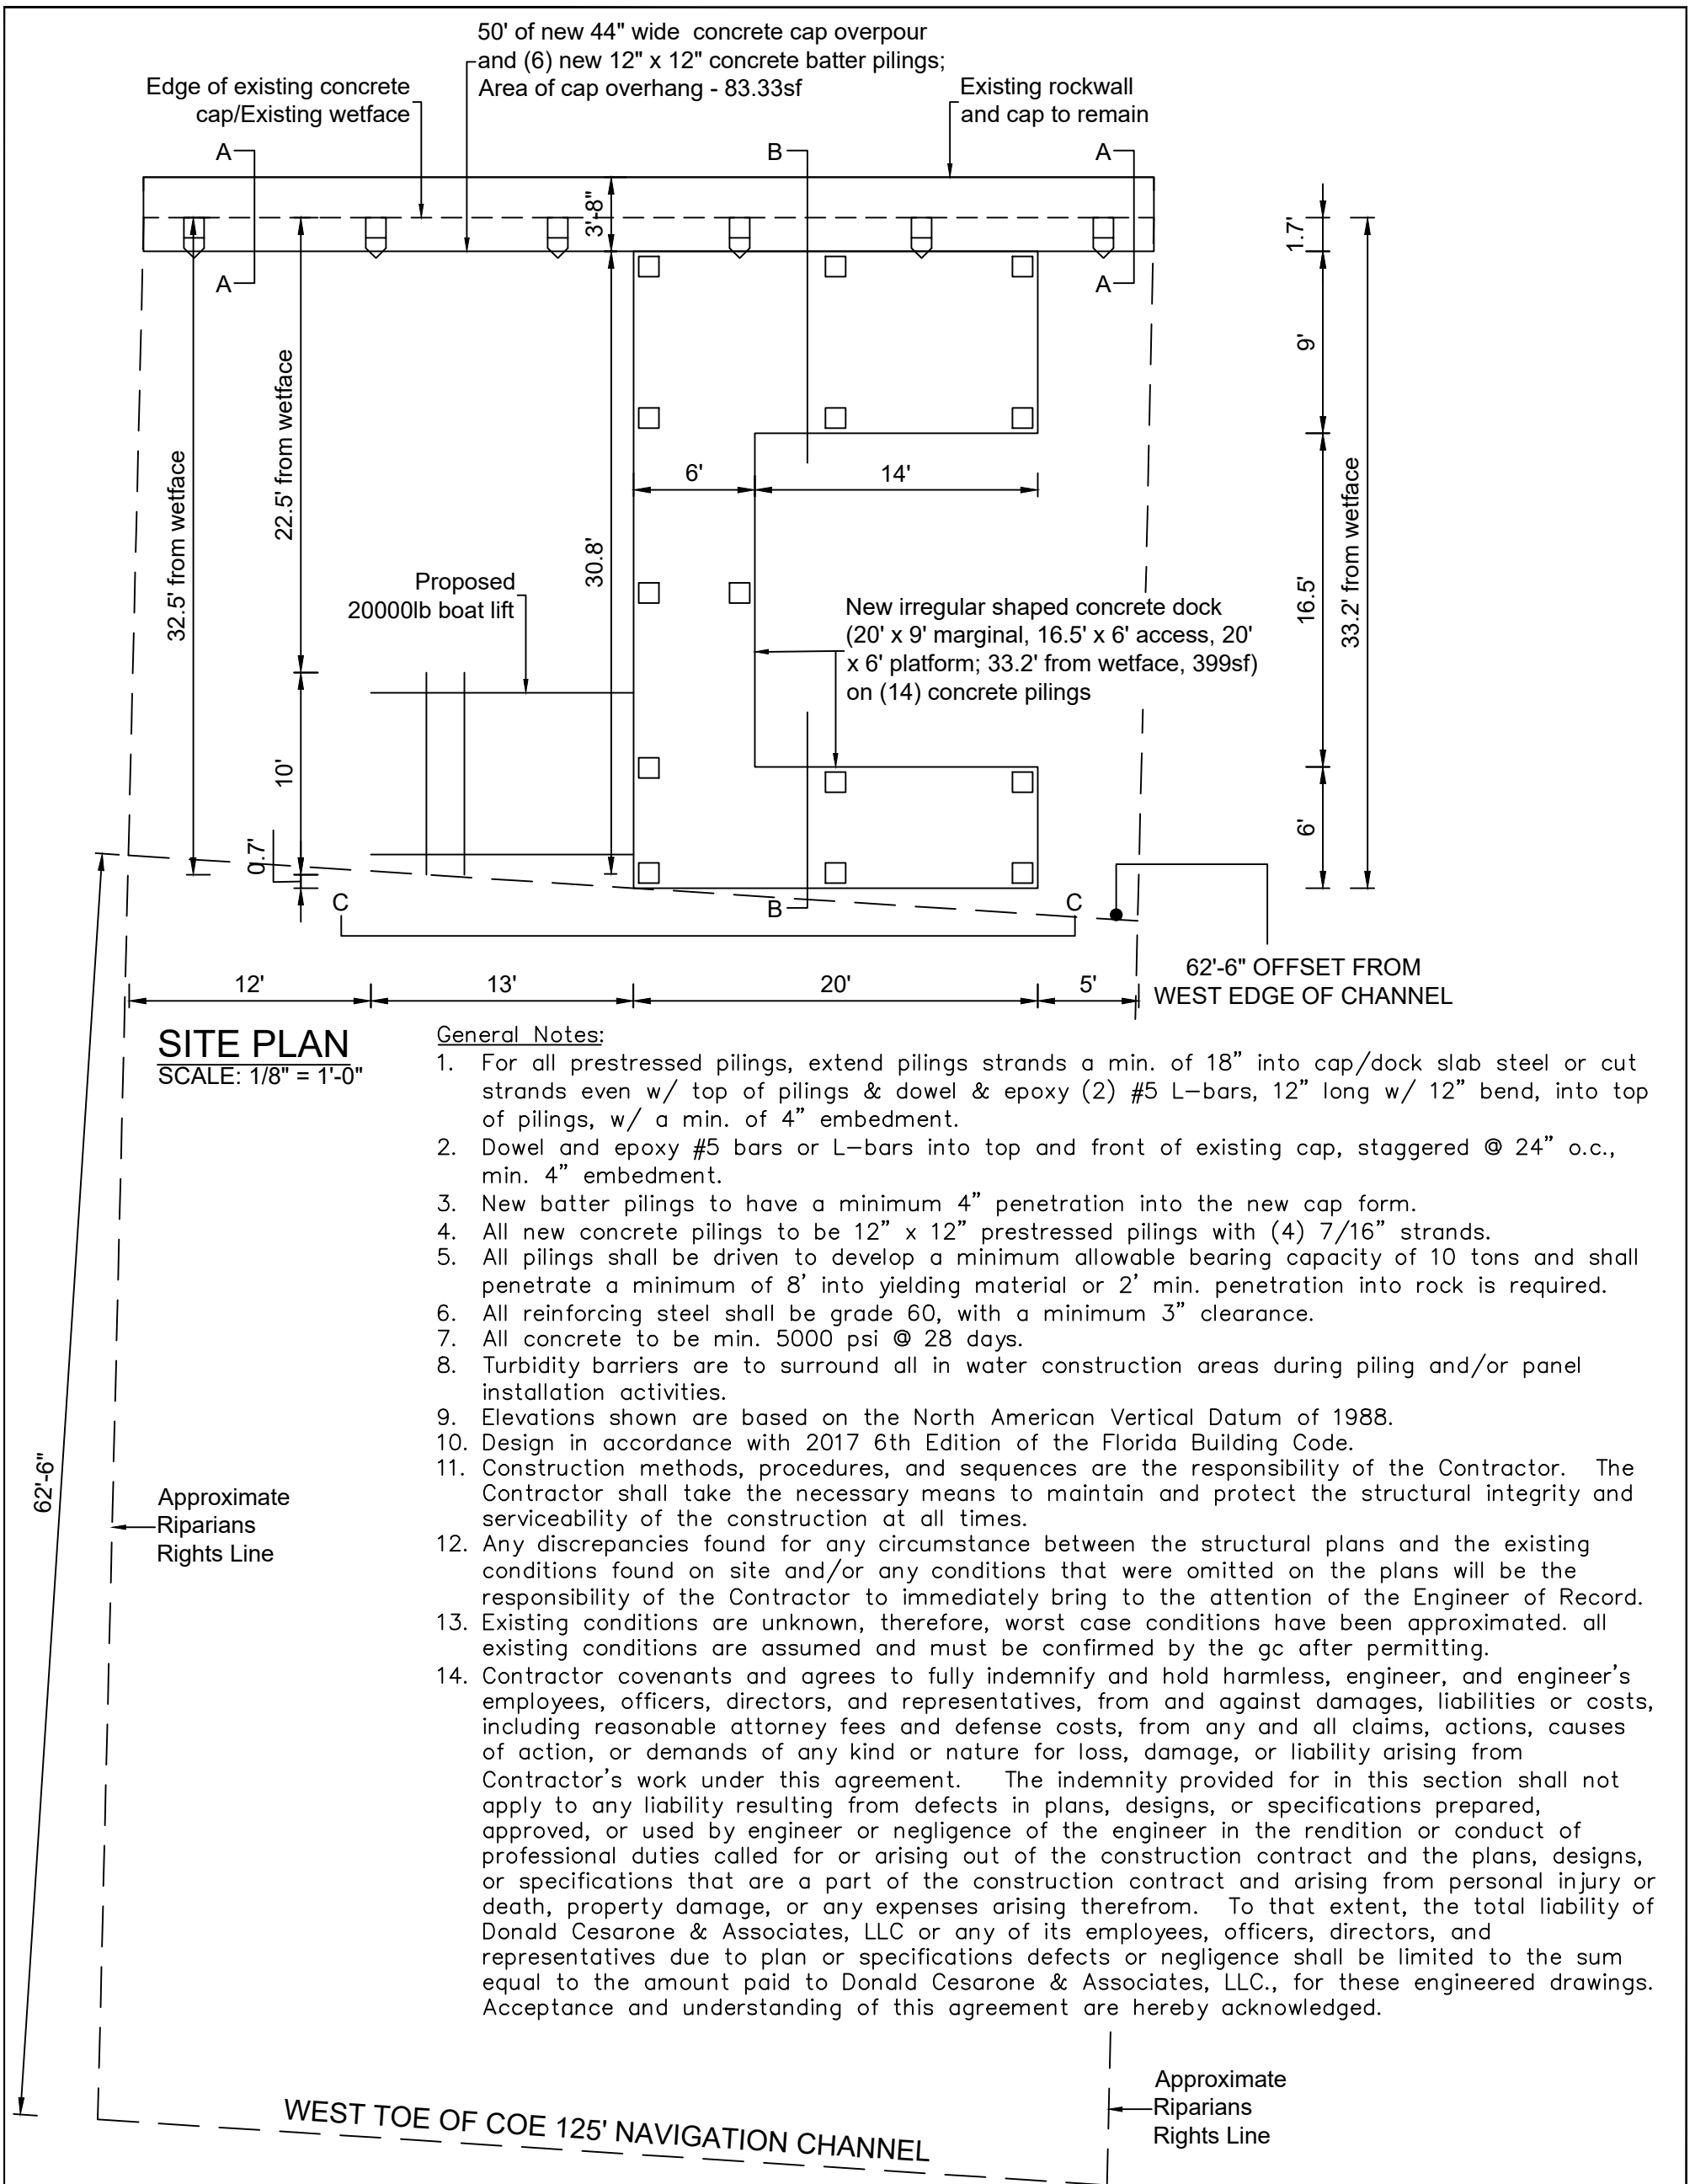 50' of new 44" wide concrete cap overpour
and (6) new 12" x 12" concrete batter pilings;
Area of cap overhang - 83.33sf
Edge of existing concrete
cap/Existing wetface
Existing rockwall
and cap to remain
A
B
A
3'-8"
1.7'
A
A
9'
22.5' from wetface
32.5' from wetface
6'
14'
33.2' from wetface
30.8'
16.5'
Proposed
20000lb boat lift
New irregular shaped concrete dock
(20' x 9' marginal, 16.5' x 6' access, 20'
x 6' platform; 33.2' from wetface, 399sf)
on (14) concrete pilings
10'
0.7'
6'
C
B
C
62'-6" OFFSET FROM
WEST EDGE OF CHANNEL
12'
13'
20'
5'
SITE PLAN
SCALE: 1/8" = 1'-0"
General Notes:
1. For all prestressed pilings, extend pilings strands a min. of 18" into cap/dock slab steel or cut
strands even w/ top of pilings & dowel & epoxy (2) #5 L-bars, 12" long w/ 12" bend, into top
of pilings, w/ a min. of 4" embedment.
2. Dowel and epoxy #5 bars or L-bars into top and front of existing cap, staggered @ 24" o.c.,
min. 4" embedment.
3. New batter pilings to have a minimum 4" penetration into the new cap form.
4. All new concrete pilings to be 12" x 12" prestressed pilings with (4) 7/16" strands.
5. All pilings shall be driven to develop a minimum allowable bearing capacity of 10 tons and shall
penetrate a minimum of 8' into yielding material or 2' min. penetration into rock is required.
6. All reinforcing steel shall be grade 60, with a minimum 3" clearance.
7. All concrete to be min. 5000 psi @ 28 days.
8. Turbidity barriers are to surround all in water construction areas during piling and/or panel
installation activities.
9. Elevations shown are based on the North American Vertical Datum of 1988.
10. Design in accordance with 2017 6th Edition of the Florida Building Code.
11. Construction methods, procedures, and sequences are the responsibility of the Contractor. The
Contractor shall take the necessary means to maintain and protect the structural integrity and
serviceability of the construction at all times.
12. Any discrepancies found for any circumstance between the structural plans and the existing
conditions found on site and/or any conditions that were omitted on the plans will be the
responsibility of the Contractor to immediately bring to the attention of the Engineer of Record.
13. Existing conditions are unknown, therefore, worst case conditions have been approximated. all
existing conditions are assumed and must be confirmed by the gc after permitting.
14. Contractor covenants and agrees to fully indemnify and hold harmless, engineer, and engineer's
employees, officers, directors, and representatives, from and against damages, liabilities or costs,
including reasonable attorney fees and defense costs, from any and all claims, actions, causes
of action, or demands of any kind or nature for loss, damage, or liability arising from
Contractor's work under this agreement. The indemnity provided for in this section shall not
apply to any liability resulting from defects in plans, designs, or specifications prepared,
approved, or used by engineer or negligence of the engineer in the rendition or conduct of
professional duties called for or arising out of the construction contract and the plans, designs,
or specifications that are a part of the construction contract and arising from personal injury or
death, property damage, or any expenses arising therefrom. To that extent, the total liability of
Donald Cesarone & Associates, LLC or any of its employees, officers, directors, and
representatives due to plan or specifications defects or negligence shall be limited to the sum
equal to the amount paid to Donald Cesarone & Associates, LLC., for these engineered drawings.
Acceptance and understanding of this agreement are hereby acknowledged.
62'-6"
Approximate
Riparians
Rights Line
Approximate
Riparians
Rights Line
WEST TOE OF COE 125' NAVIGATION CHANNEL